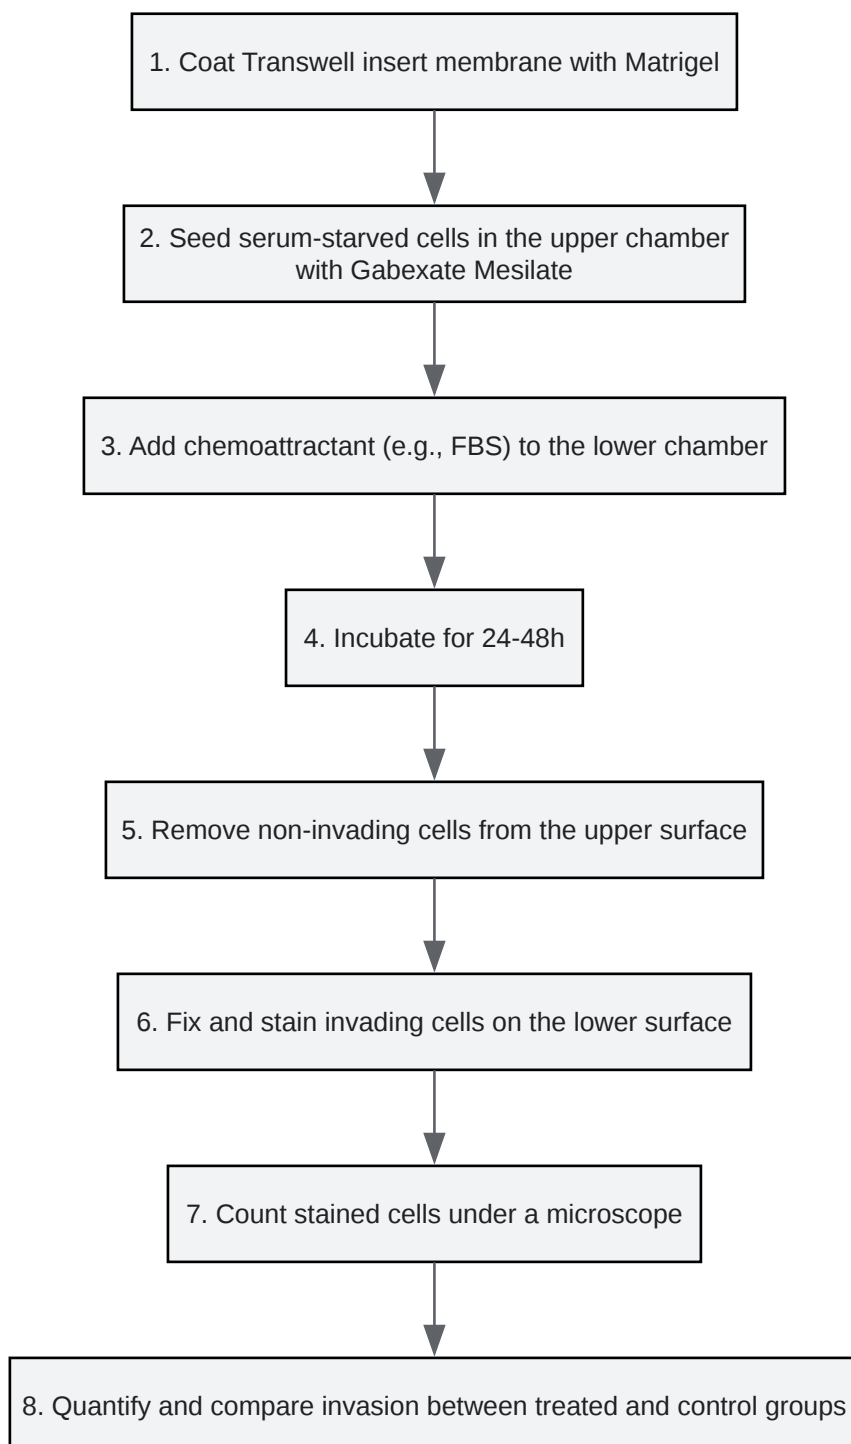 1. Coat Transwell insert membrane with Matrigel
2. Seed serum-starved cells in the upper chamber
with Gabexate Mesilate
3. Add chemoattractant (e.g., FBS) to the lower chamber
4. Incubate for 24-48h
5. Remove non-invading cells from the upper surface
6. Fix and stain invading cells on the lower surface
7. Count stained cells under a microscope
8. Quantify and compare invasion between treated and control groups